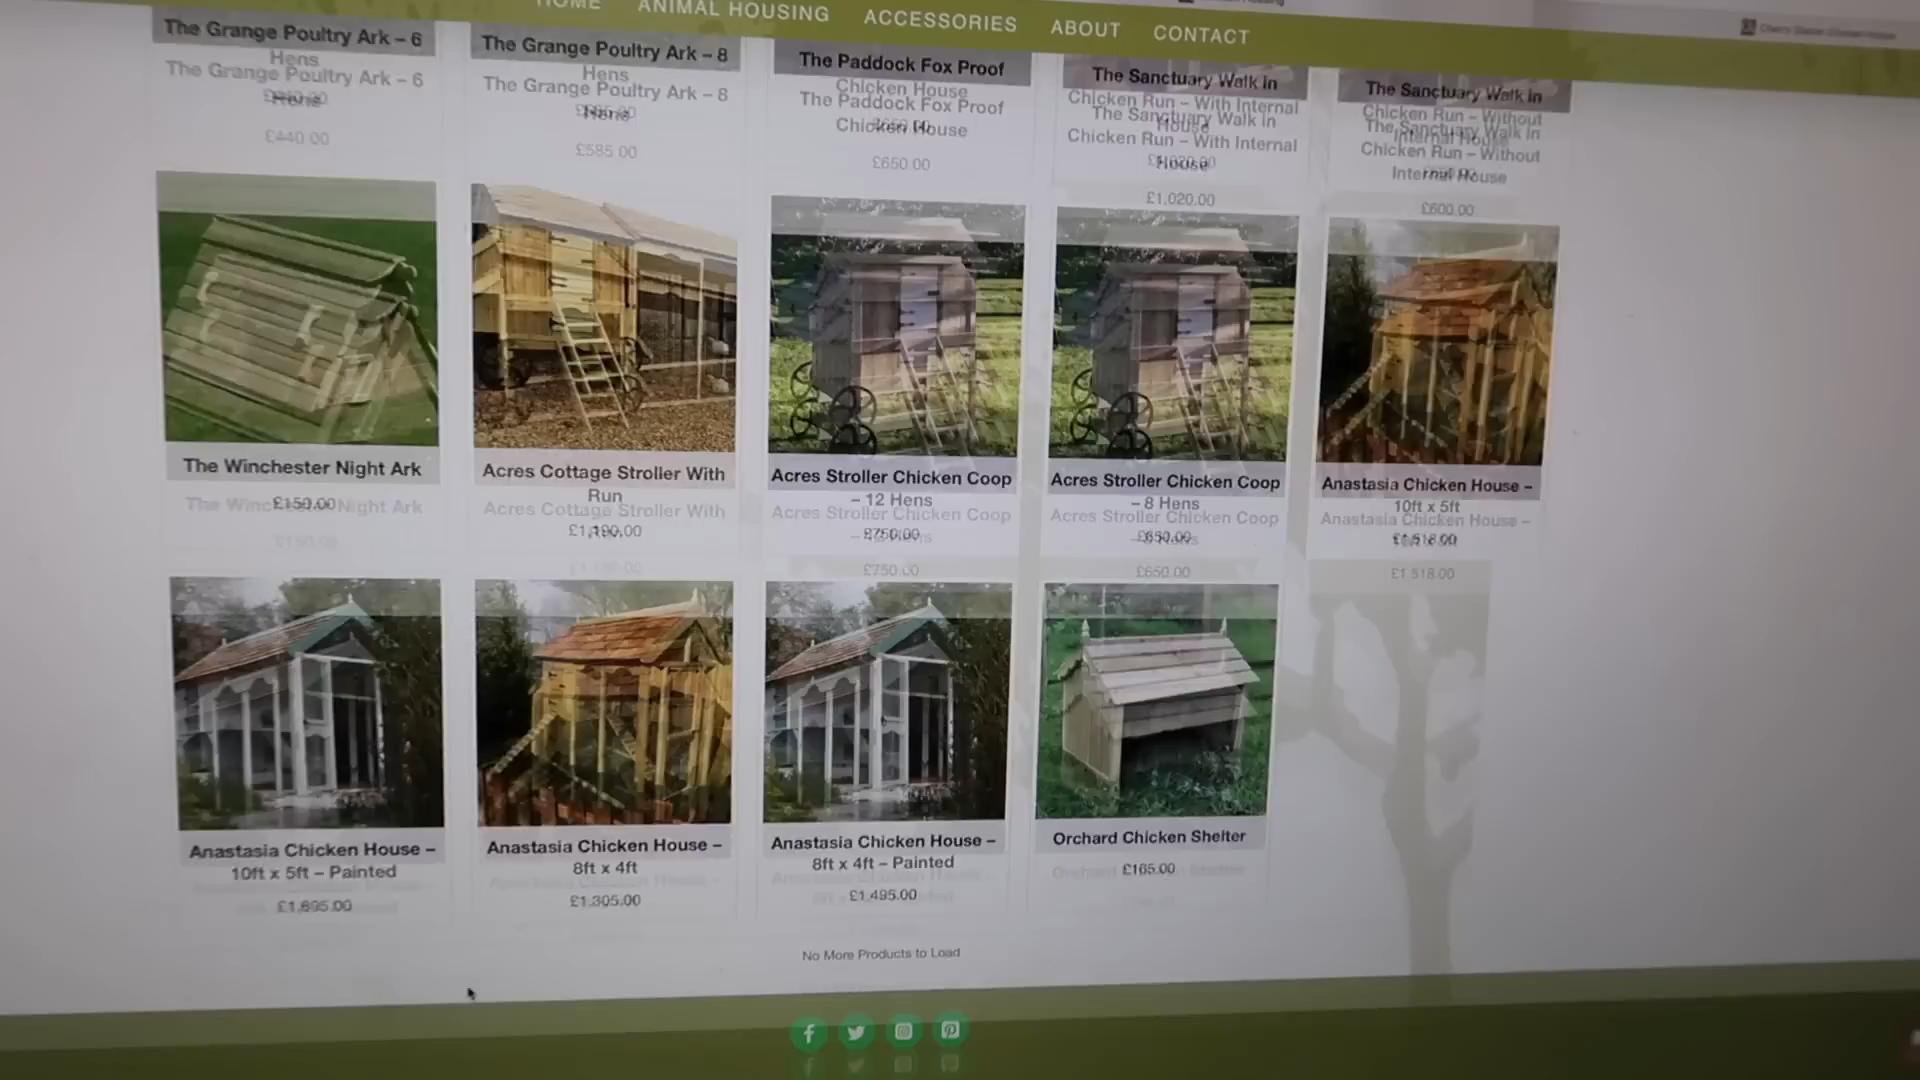 HOME ANIMAL HOUSING ACCESSORIES ABOUT CONTACT
The Grange Poultry Ark – 6
Hens
£440.00
The Grange Poultry Ark – 8
Hens
£585.00
The Paddock Fox Proof
Chicken House
£650.00
The Sanctuary Walk in
Chicken Run – With Internal
House
£1,020.00
The Sanctuary Walk in
Chicken Run – Without
Internal House
£600.00
The Winchester Night Ark
£150.00
Acres Cottage Stroller With
Run
Acres Stroller Chicken Coop
– 12 Hens
£750.00
Acres Stroller Chicken Coop
– 8 Hens
£650.00
Anastasia Chicken House –
10ft x 5ft
£1,518.00
Anastasia Chicken House –
10ft x 5ft – Painted
£1,695.00
Anastasia Chicken House –
8ft x 4ft
£1,305.00
Anastasia Chicken House –
8ft x 4ft – Painted
£1,495.00
Orchard Chicken Shelter
£165.00
No More Products to Load